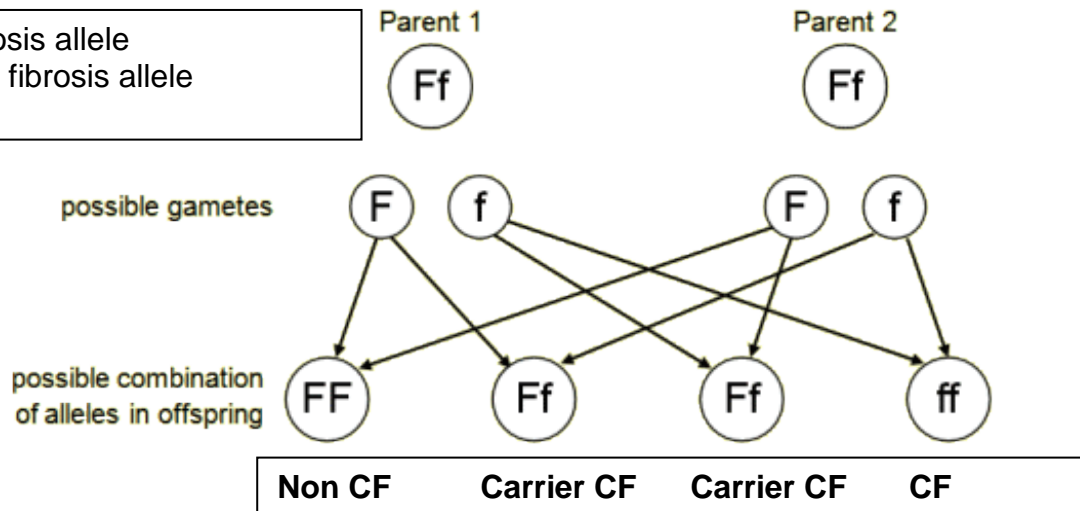 osis allele
fibrosis allele
Parent 1 Parent 2
Ff Ff
possible gametes F f F f
possible combination
of alleles in offspring
FF Ff Ff ff
Non CF Carrier CF Carrier CF CF